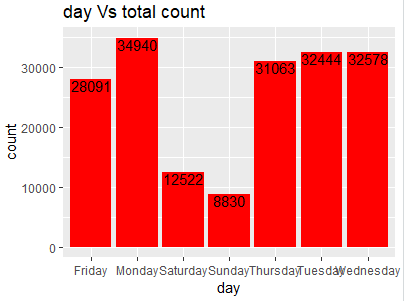 day Vs total count
count
30000
20000
10000
0
28091
34940
12522
8830
31063
32444
32578
Friday Monday Saturday Sunday Thursday Tuesday Wednesday
day